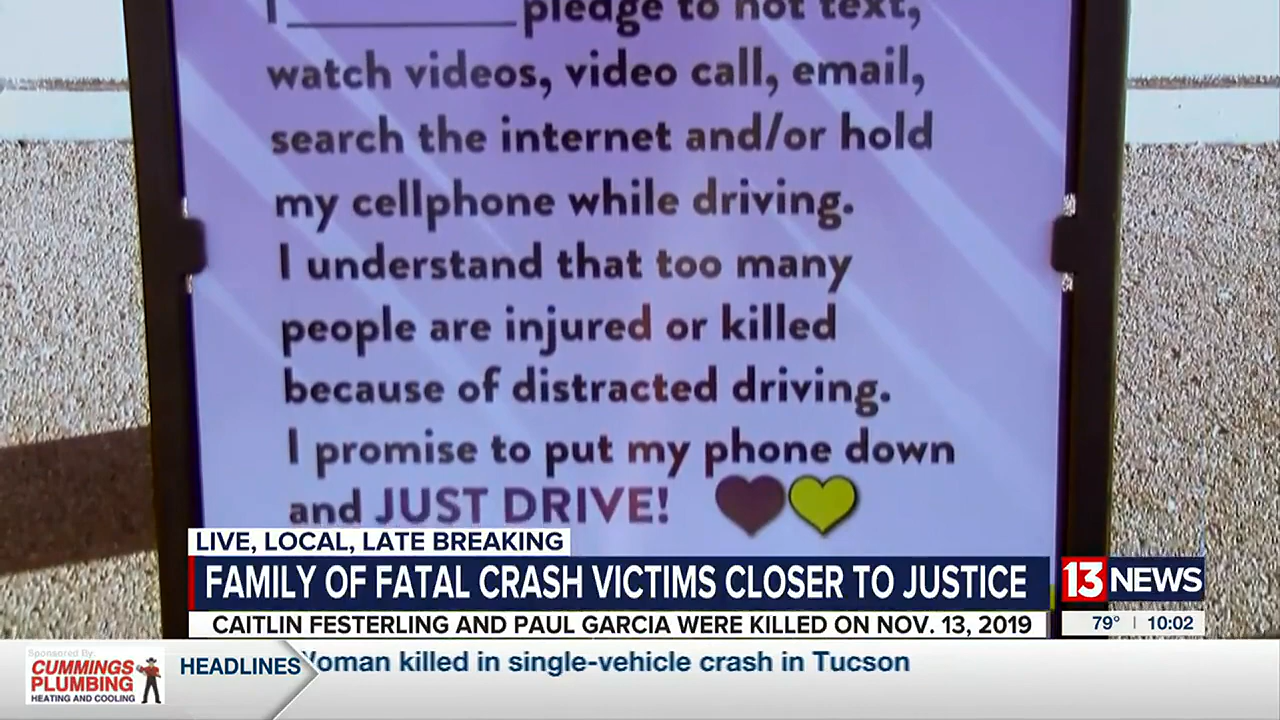 I __________ pledge to not text,
watch videos, video call, email,
search the internet and/or hold
my cellphone while driving.
I understand that too many
people are injured or killed
because of distracted driving.
I promise to put my phone down
and JUST DRIVE!
LIVE, LOCAL, LATE BREAKING
FAMILY OF FATAL CRASH VICTIMS CLOSER TO JUSTICE
13 NEWS
CAITLIN FESTERLING AND PAUL GARCIA WERE KILLED ON NOV. 13, 2019
79° | 10:02
Sponsored By:
CUMMINGS
PLUMBING
HEATING AND COOLING
HEADLINES
Woman killed in single-vehicle crash in Tucson